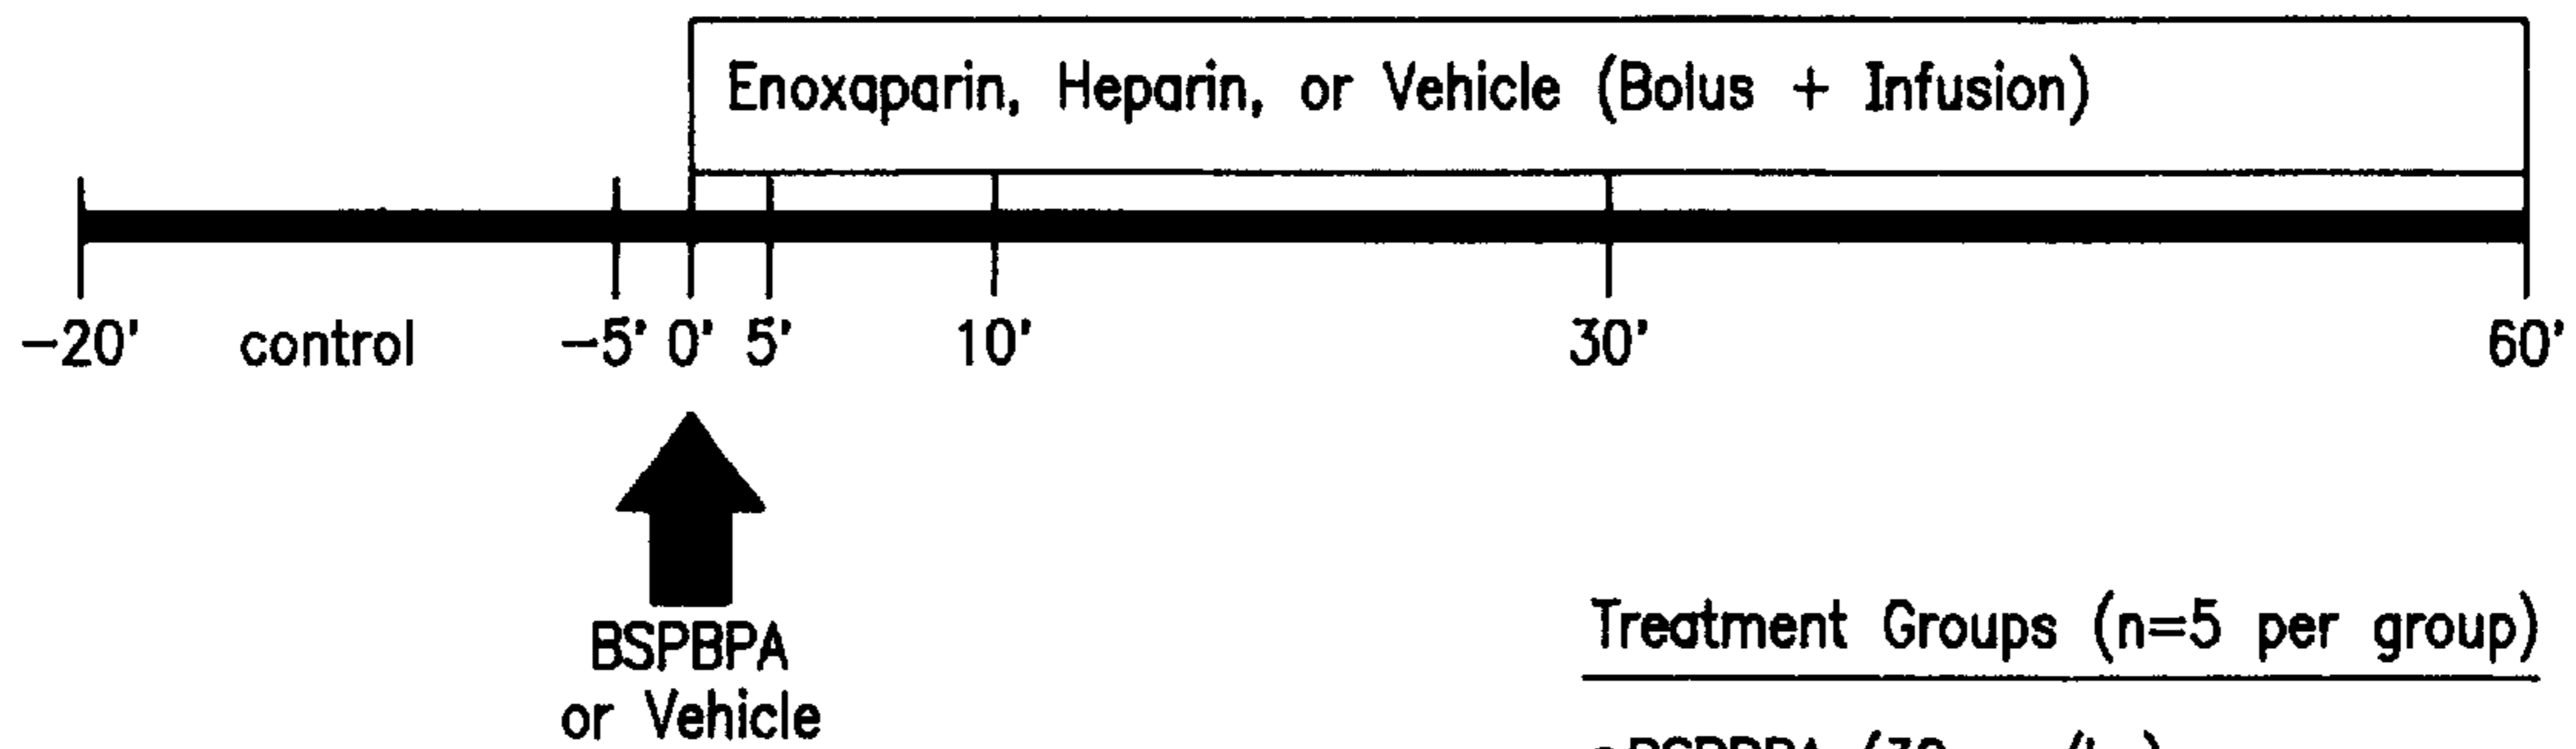 Enoxaparin, Heparin, or Vehicle (Bolus + Infusion)
-20' control -5' 0' 5' 10' 30' 60'
BSPBPA
or Vehicle
Treatment Groups (n=5 per group)